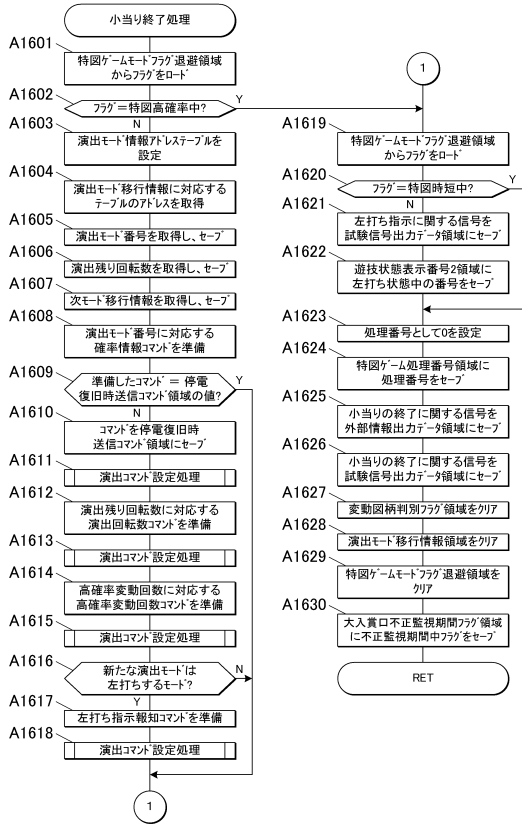 小当り終了処理
A1601
特図ゲームモードフラグ退避領域
からフラグをロード
A1602
フラグ=特図高確率中?
Y
N
A1603
演出モード情報アドレステーブルを
設定
A1604
演出モード移行情報に対応する
テーブルのアドレスを取得
A1605
演出モード番号を取得し、セーブ
A1606
演出残り回転数を取得し、セーブ
A1607
次モード移行情報を取得し、セーブ
A1608
演出モード番号に対応する
確率情報コマンドを準備
A1609
準備したコマンド = 停電
復旧時送信コマンド領域の値?
Y
N
A1610
コマンドを停電復旧時
送信コマンド領域にセーブ
A1611
演出コマンド設定処理
A1612
演出残り回転数に対応する
演出回転数コマンドを準備
A1613
演出コマンド設定処理
A1614
高確率変動回数に対応する
高確率変動回数コマンドを準備
A1615
演出コマンド設定処理
A1616
新たな演出モードは
左打ちするモード?
N
Y
A1617
左打ち指示報知コマンドを準備
A1618
演出コマンド設定処理
1
1
A1619
特図ゲームモードフラグ退避領域
からフラグをロード
A1620
フラグ=特図時短中?
Y
N
A1621
左打ち指示に関する信号を
試験信号出力データ領域にセーブ
A1622
遊技状態表示番号2領域に
左打ち状態中の番号をセーブ
A1623
処理番号として0を設定
A1624
特図ゲーム処理番号領域に
処理番号をセーブ
A1625
小当りの終了に関する信号を
外部情報出力データ領域にセーブ
A1626
小当りの終了に関する信号を
試験信号出力データ領域にセーブ
A1627
変動図柄判別フラグ領域をクリア
A1628
演出モード移行情報領域をクリア
A1629
特図ゲームモードフラグ退避領域を
クリア
A1630
大入賞口不正監視期間フラグ領域
に不正監視期間中フラグをセーブ
RET